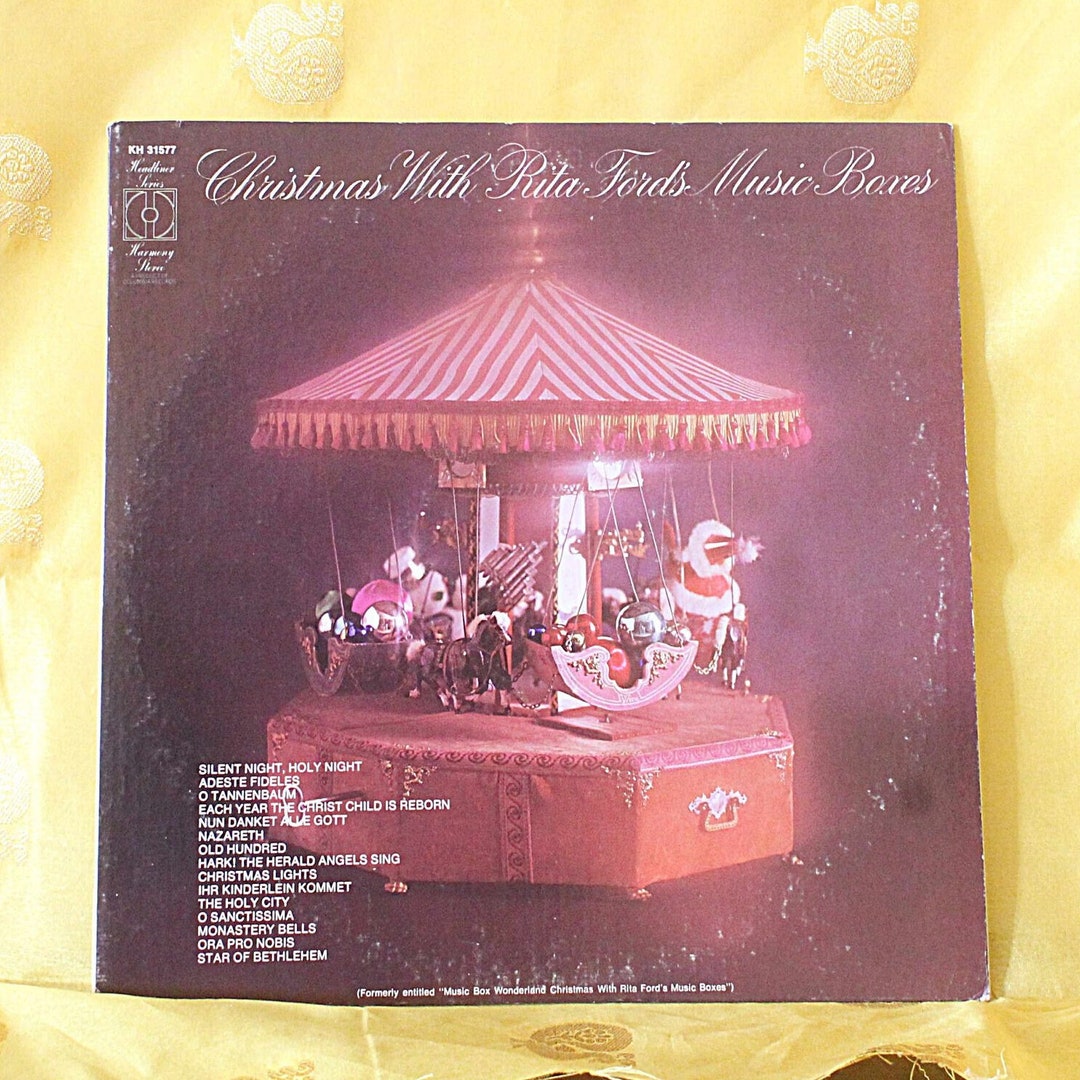 KH 31577
Headliner
Series
Harmony
Stereo
Christmas With Rita Ford's Music Boxes
SILENT NIGHT, HOLY NIGHT
ADESTE FIDELES
O TANNENBAUM
EACH YEAR THE CHRIST CHILD IS REBORN
NUN DANKET ALLE GOTT
NAZARETH
OLD HUNDRED
HARK! THE HERALD ANGELS SING
CHRISTMAS LIGHTS
IHR KINDERLEIN KOMMET
THE HOLY CITY
O SANCTISSIMA
MONASTERY BELLS
ORA PRO NOBIS
STAR OF BETHLEHEM
(Formerly entitled "Music Box Wonderland Christmas With Rita Ford's Music Boxes")